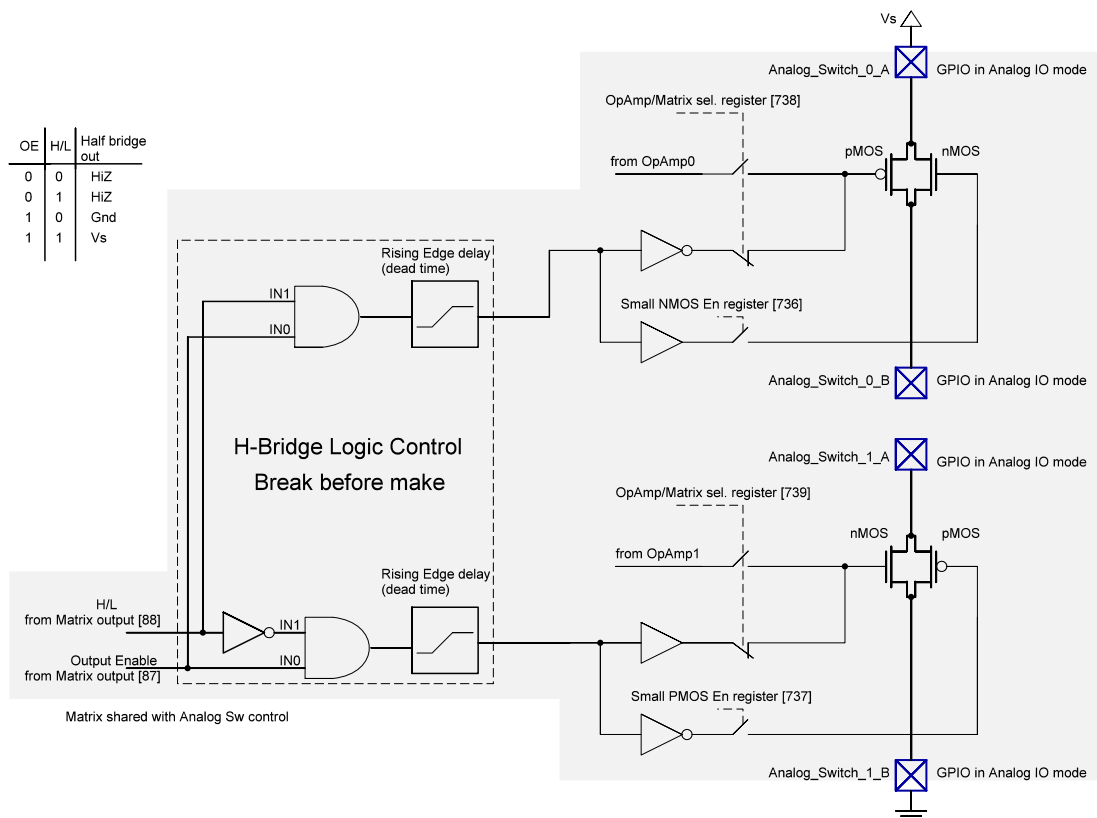 Vs
Analog_Switch_0_A
GPIO in Analog IO mode
OpAmp/Matrix sel. register [738]
OE H/L Half bridge
out
0 0 HiZ
0 1 HiZ
1 0 Gnd
1 1 Vs
from OpAmp0
pMOS
nMOS
Rising Edge delay
(dead time)
IN1
IN0
Small NMOS En register [736]
Analog_Switch_0_B
GPIO in Analog IO mode
H-Bridge Logic Control
Break before make
Analog_Switch_1_A
GPIO in Analog IO mode
OpAmp/Matrix sel. register [739]
from OpAmp1
nMOS
pMOS
Rising Edge delay
(dead time)
H/L
from Matrix output [88]
IN1
IN0
Output Enable
from Matrix output [87]
Small PMOS En register [737]
Matrix shared with Analog Sw control
Analog_Switch_1_B
GPIO in Analog IO mode